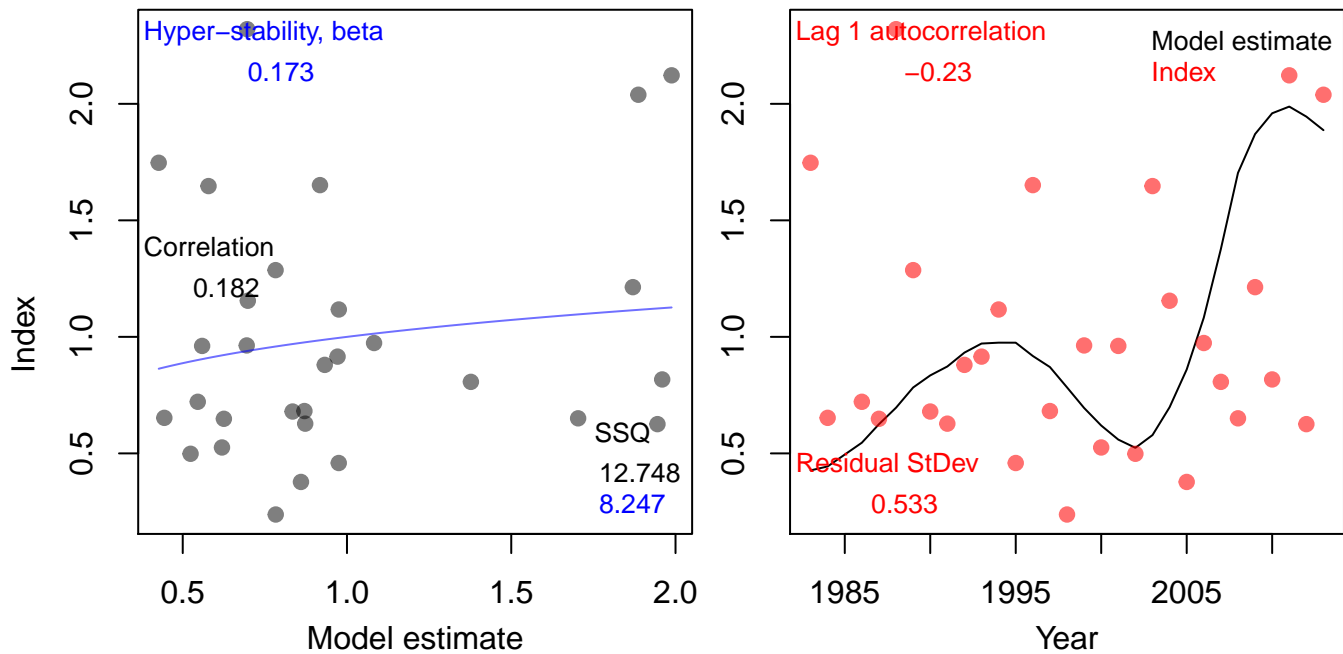 Hyper−stability, beta
0.173
Correlation
0.182
SSQ
12.748
8.247
Index
2.0
1.5
1.0
0.5
0.5 1.0 1.5 2.0
Model estimate
Lag 1 autocorrelation
−0.23
Model estimate
Index
Residual StDev
0.533
2.0
1.5
1.0
0.5
1985 1995 2005
Year